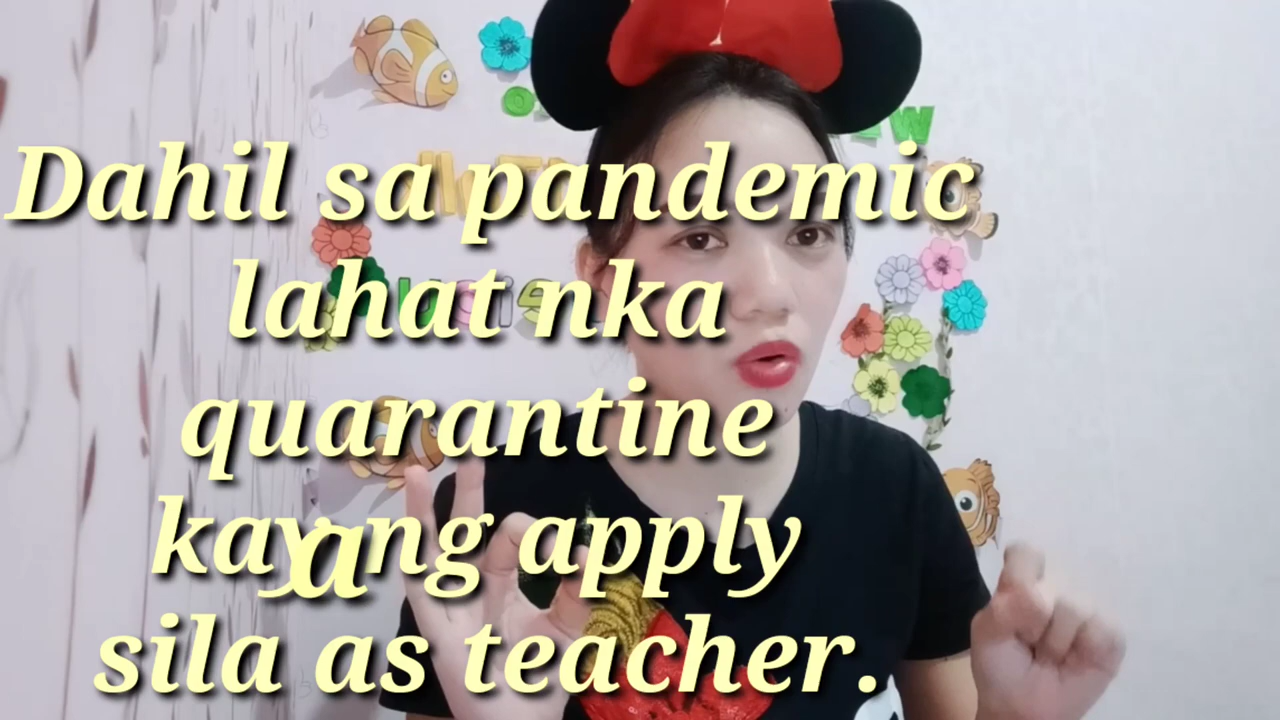 Dahil sa pandemic
lahat nka
quarantine
kaya ng apply
sila as teacher.